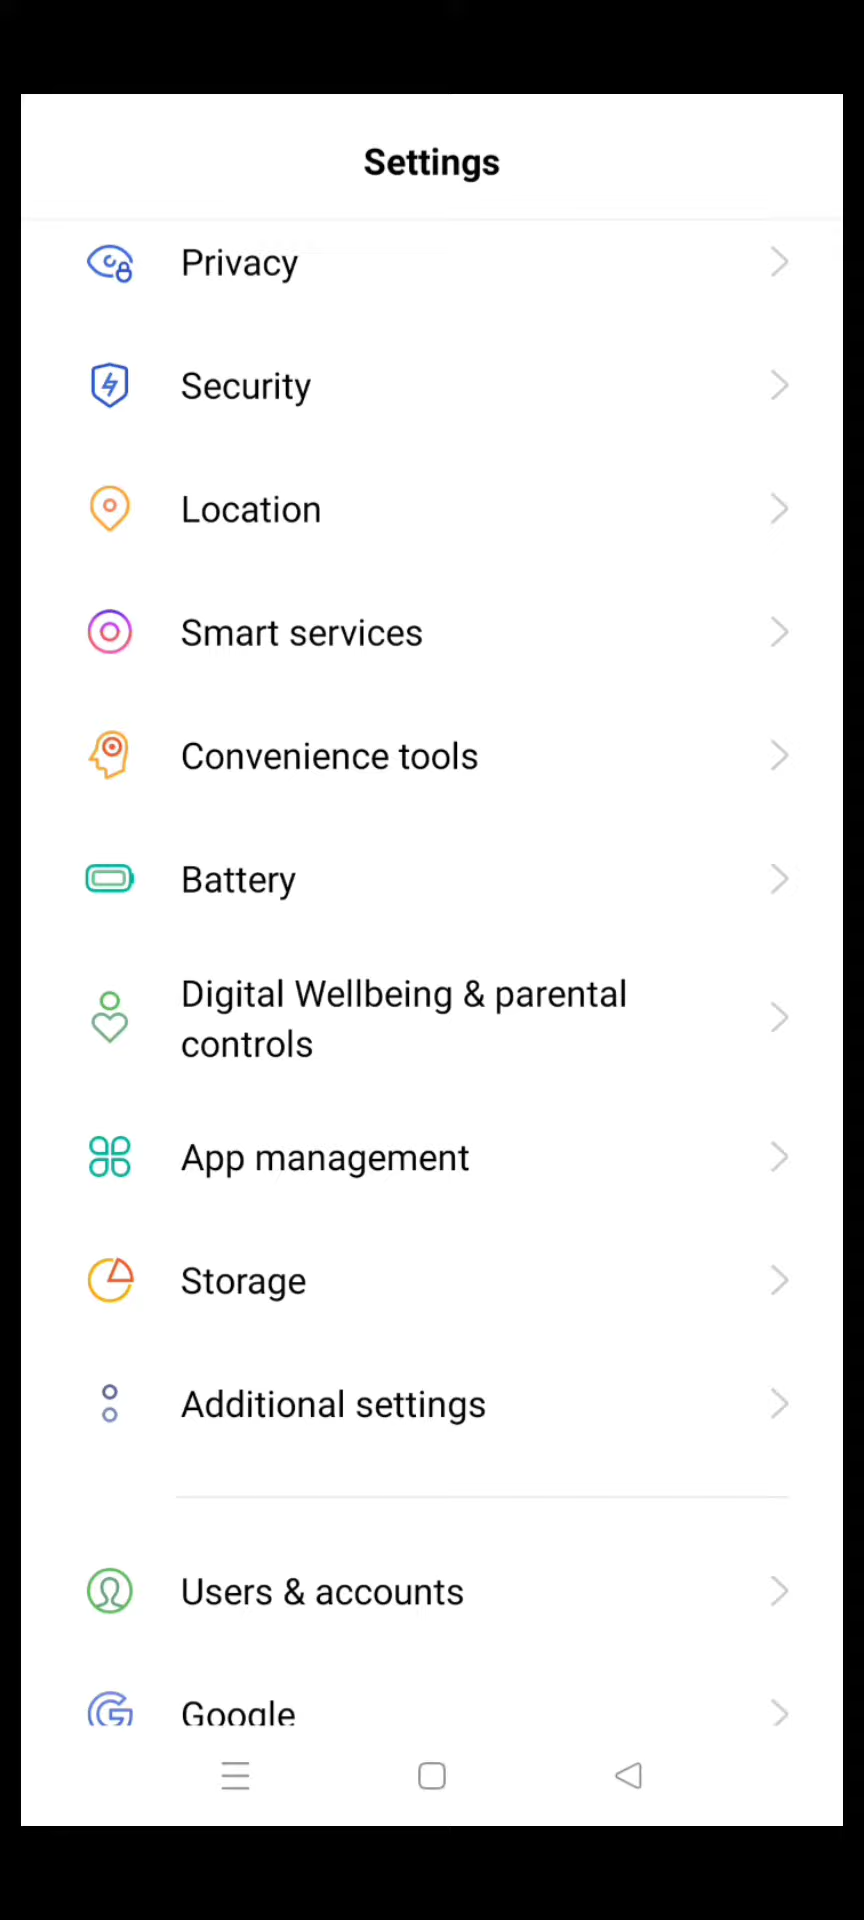 Settings
Privacy
Security
Location
Smart services
Convenience tools
Battery
Digital Wellbeing & parental
controls
App management
Storage
Additional settings
Users & accounts
Google